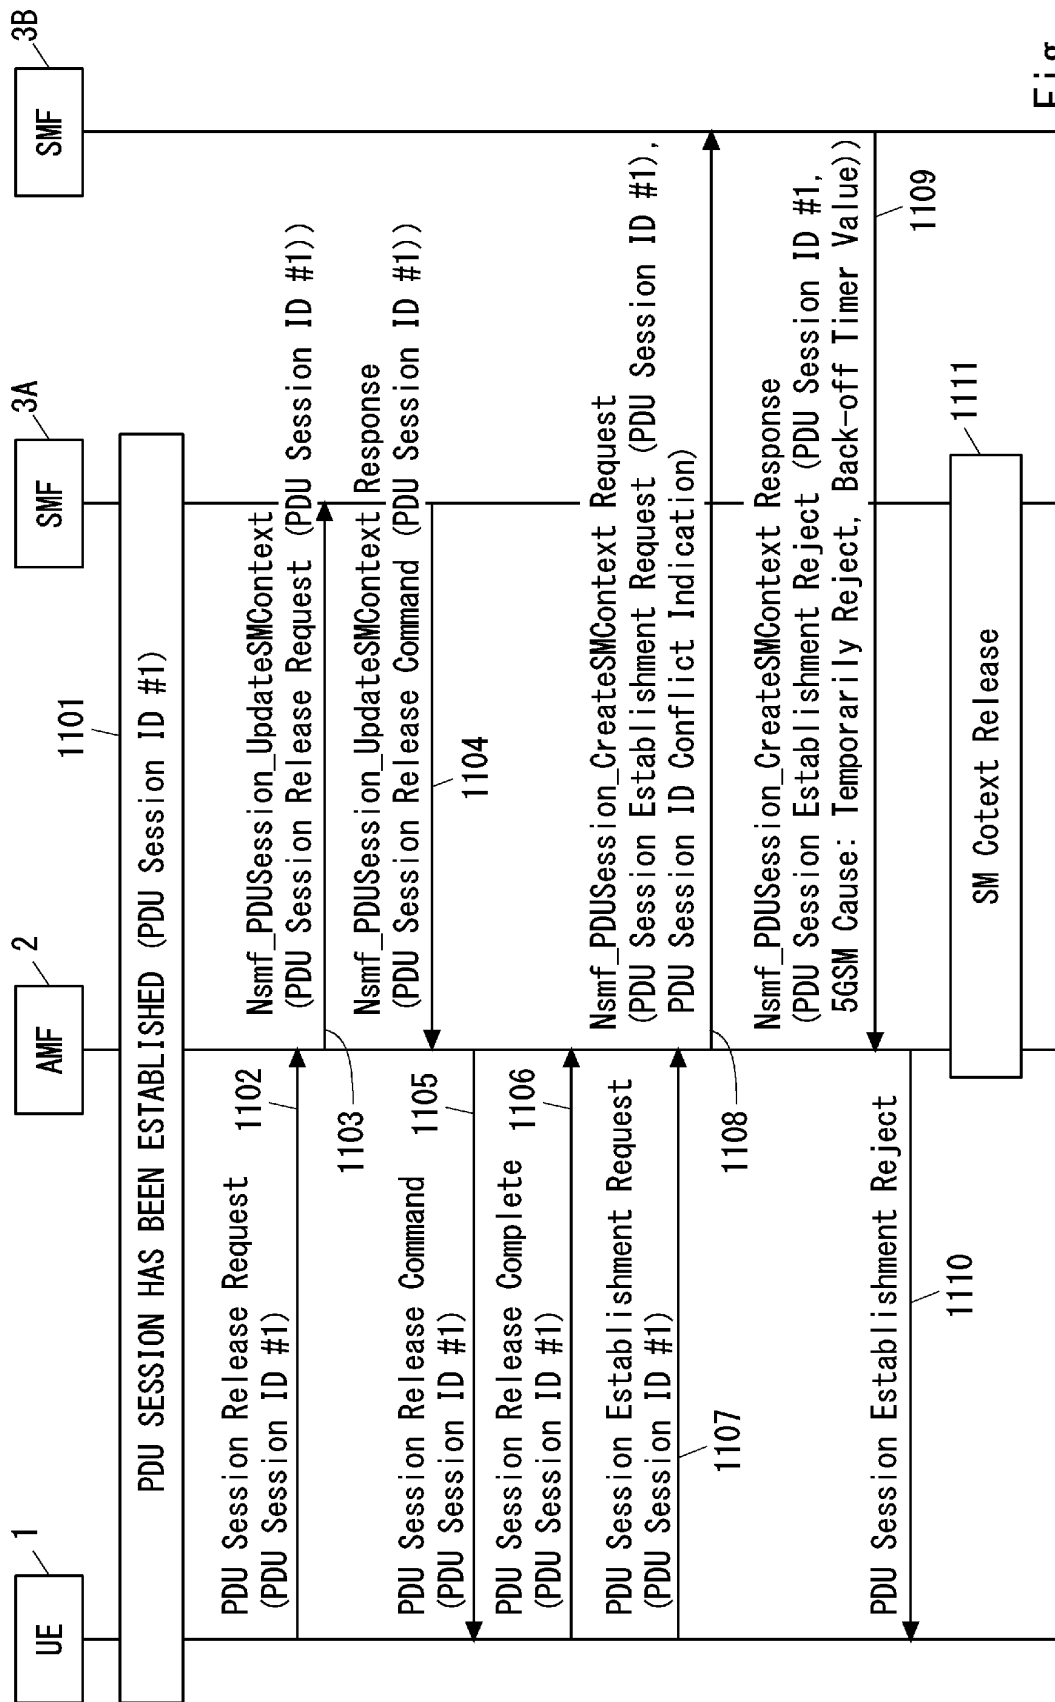 UE
1
AMF
2
SMF
3A
SMF
3B
PDU SESSION HAS BEEN ESTABLISHED (PDU Session ID #1)
1101
PDU Session Release Request
(PDU Session ID #1)
1102
Nsmf_PDUSession_UpdateSMContext
(PDU Session Release Request (PDU Session ID #1))
1103
Nsmf_PDUSession_UpdateSMContext Response
(PDU Session Release Command (PDU Session ID #1))
1104
PDU Session Release Command
(PDU Session ID #1)
1105
PDU Session Release Complete
(PDU Session ID #1)
1106
PDU Session Establishment Request
(PDU Session ID #1)
1107
Nsmf_PDUSession_CreateSMContext Request
(PDU Session Establishment Request (PDU Session ID #1),
PDU Session ID Conflict Indication)
1108
Nsmf_PDUSession_CreateSMContext Response
(PDU Session Establishment Reject (PDU Session ID #1,
5GSM Cause: Temporarily Reject, Back-off Timer Value))
1109
PDU Session Establishment Reject
1110
SM Cotext Release
1111
Fig